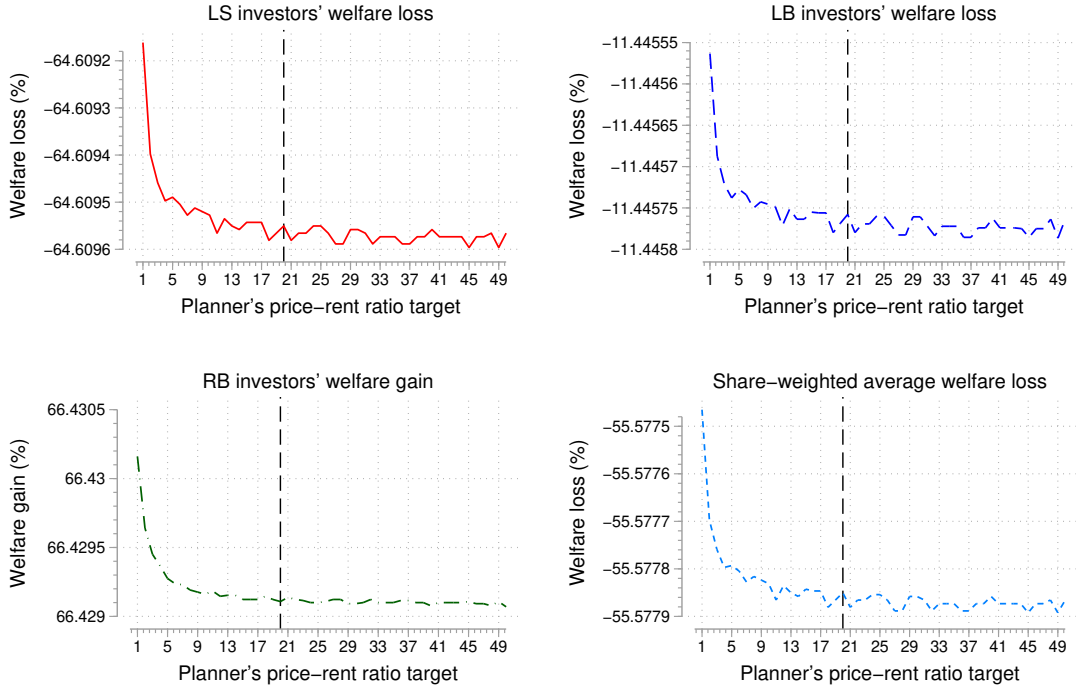 LS investors’ welfare loss
Welfare loss (%)
−64.6092
−64.6093
−64.6094
−64.6095
−64.6096
1 5 9 13 17 21 25 29 33 37 41 45 49
Planner’s price−rent ratio target
LB investors’ welfare loss
Welfare loss (%)
−11.44555
−11.4456
−11.44565
−11.4457
−11.44575
−11.4458
1 5 9 13 17 21 25 29 33 37 41 45 49
Planner’s price−rent ratio target
RB investors’ welfare gain
Welfare gain (%)
66.4305
66.43
66.4295
66.429
1 5 9 13 17 21 25 29 33 37 41 45 49
Planner’s price−rent ratio target
Share−weighted average welfare loss
Welfare loss (%)
−55.5775
−55.5776
−55.5777
−55.5778
−55.5779
1 5 9 13 17 21 25 29 33 37 41 45 49
Planner’s price−rent ratio target